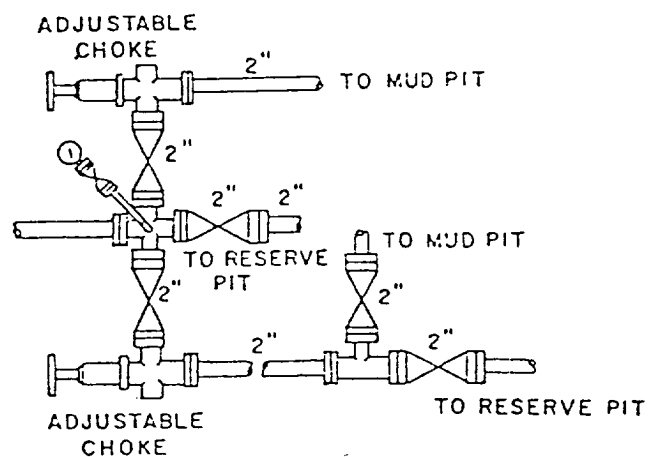 ADJUSTABLE
CHOKE
2"
TO MUD PIT
2"
2"
2"
TO RESERVE
PIT
TO MUD PIT
2"
2"
2"
2"
TO RESERVE PIT
ADJUSTABLE
CHOKE